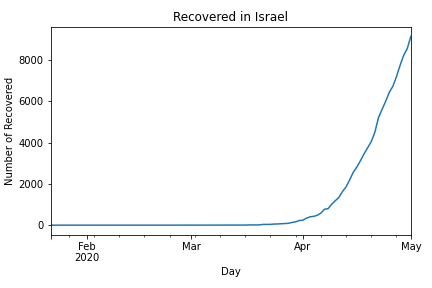 Recovered in Israel
Number of Recovered
8000
6000
4000
2000
0
Feb
2020
Mar
Apr
May
Day